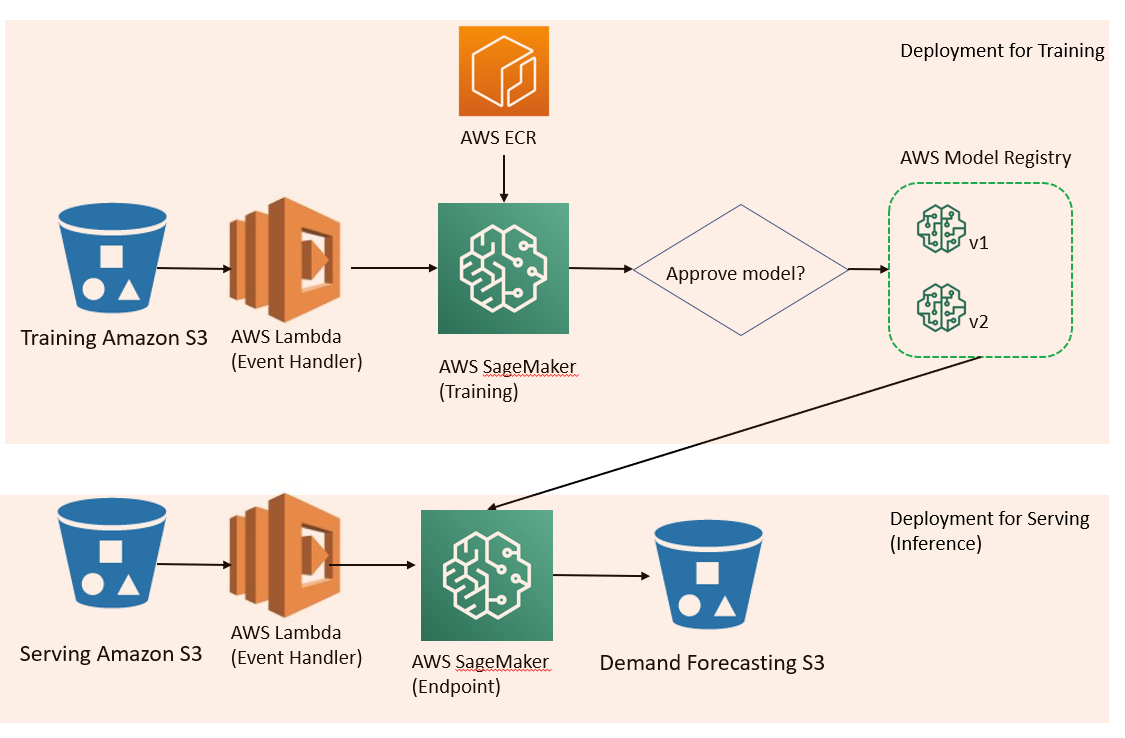 Deployment for Training
AWS ECR
AWS Model Registry
v1
Approve model?
v2
Training Amazon S3
AWS Lambda
(Event Handler)
AWS SageMaker
(Training)
Deployment for Serving
(Inference)
Serving Amazon S3
AWS Lambda
(Event Handler)
AWS SageMaker
(Endpoint)
Demand Forecasting S3